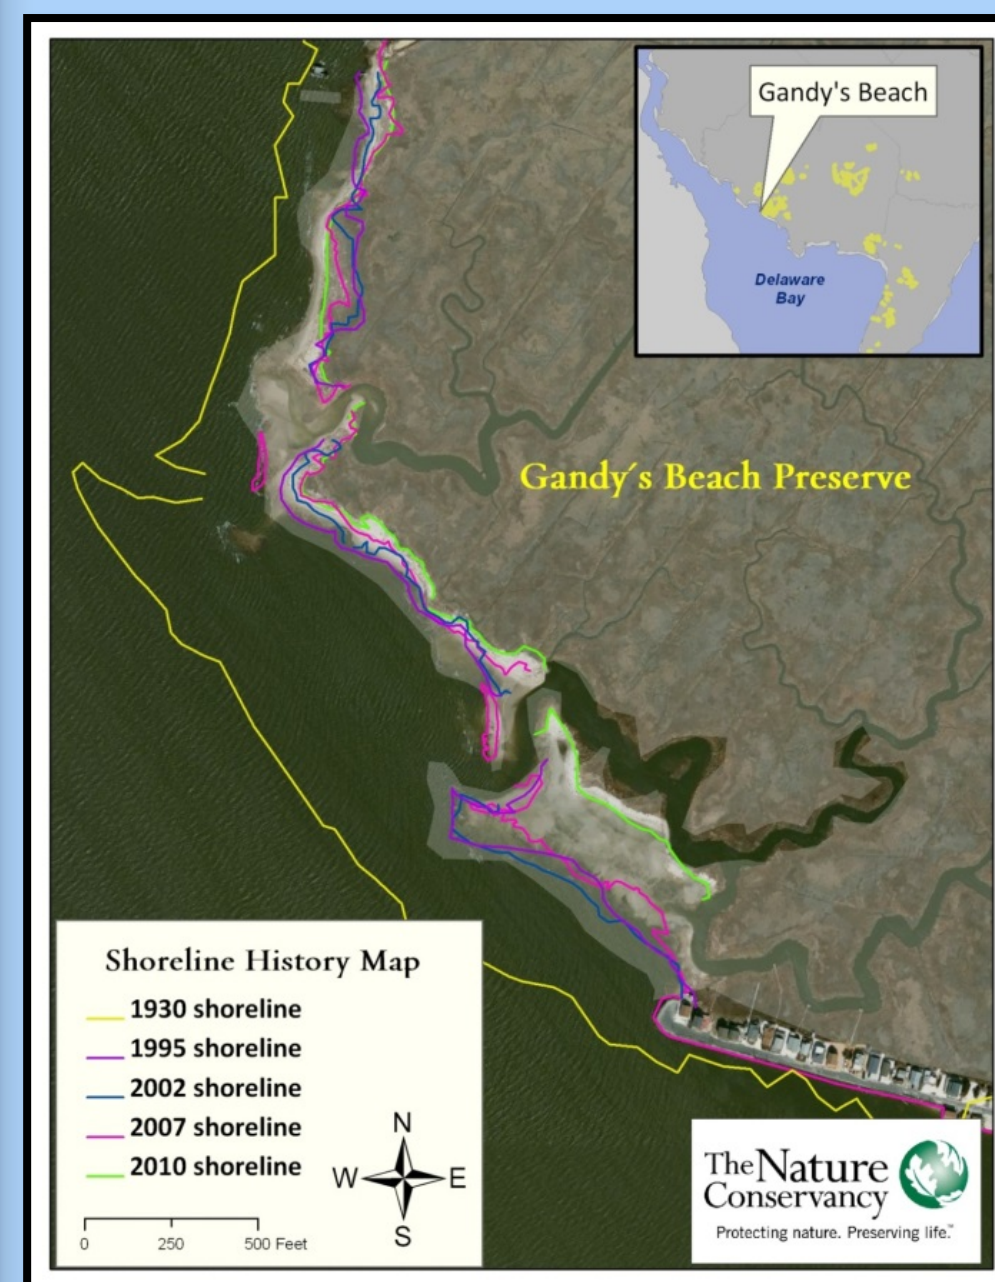 Gandy's Beach
Delaware
Bay
Gandy´s Beach Preserve
Shoreline History Map
1930 shoreline
1995 shoreline
2002 shoreline
2007 shoreline
2010 shoreline
0 250 500 Feet
N
W E
S
The Nature
Conservancy
Protecting nature. Preserving life.™